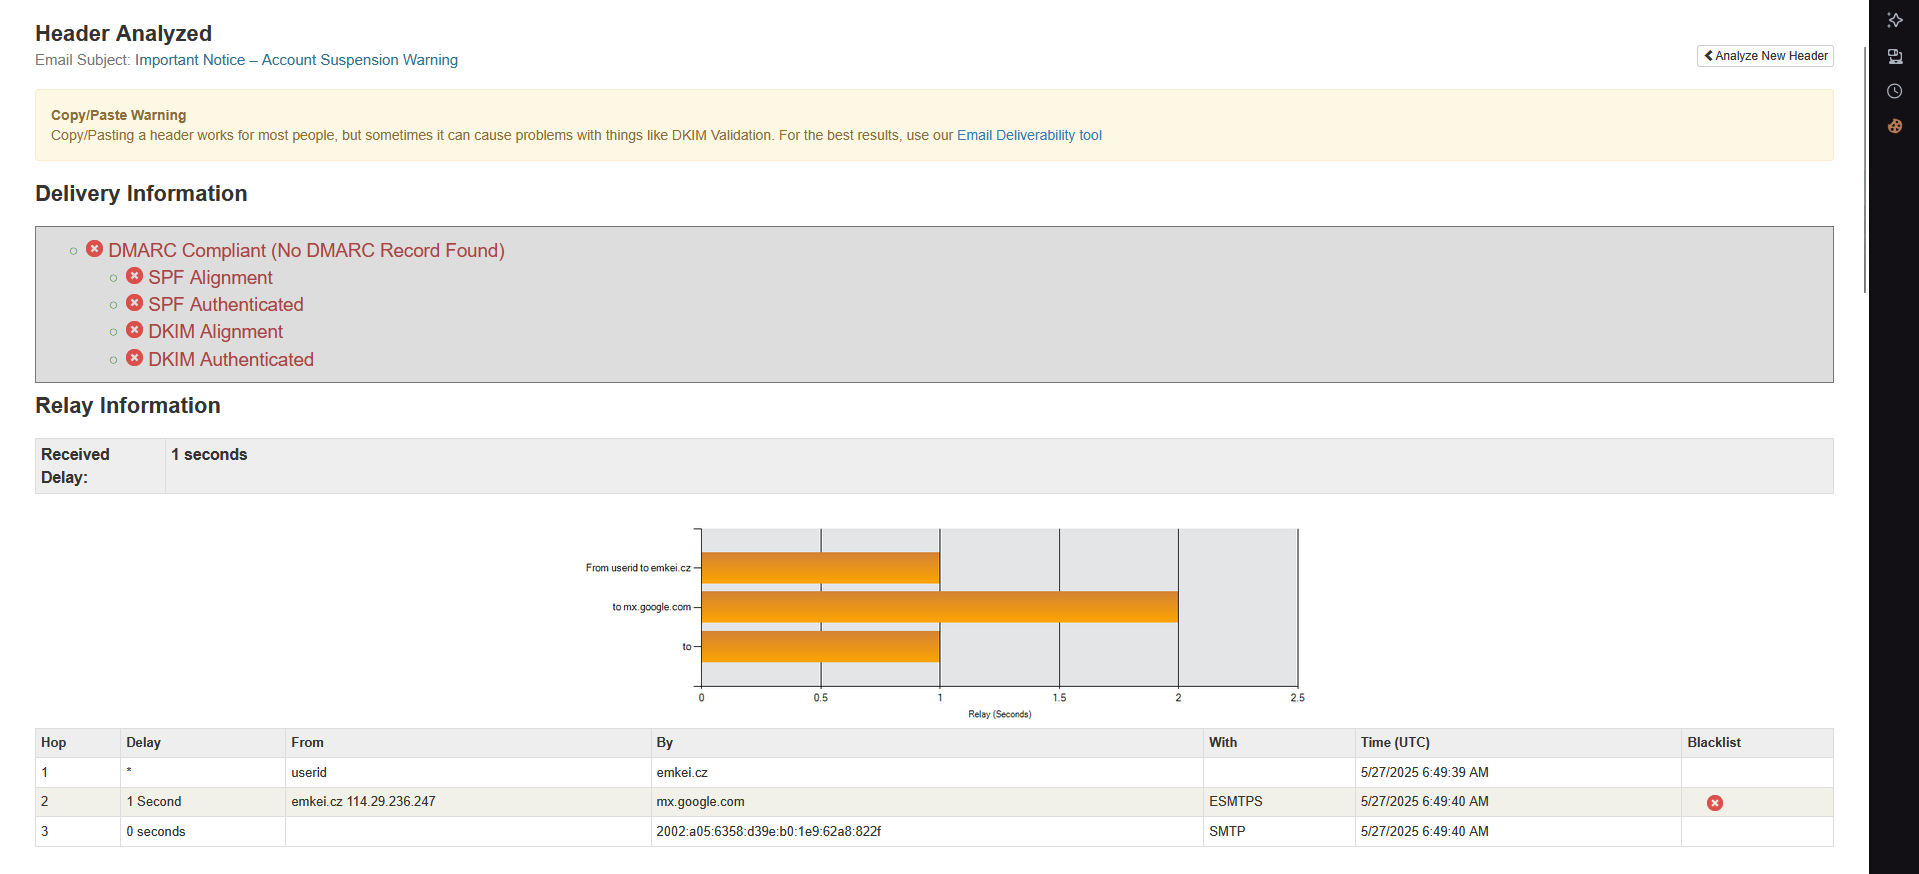 Header Analyzed
Email Subject: Important Notice – Account Suspension Warning
Analyze New Header
Copy/Paste Warning
Copy/Pasting a header works for most people, but sometimes it can cause problems with things like DKIM Validation. For the best results, use our Email Deliverability tool
Delivery Information
DMARC Compliant (No DMARC Record Found)
SPF Alignment
SPF Authenticated
DKIM Alignment
DKIM Authenticated
Relay Information
Received Delay: 1 seconds
From userid to emkei.cz
to mx.google.com
to
0 0.5 1 1.5 2 2.5
Relay (Seconds)
Hop Delay From By With Time (UTC) Blacklist
1 * userid emkei.cz 5/27/2025 6:49:39 AM
2 1 Second emkei.cz 114.29.236.247 mx.google.com ESMTPS 5/27/2025 6:49:40 AM
3 0 seconds 2002:a05:6358:d39e:b0:1e9:62a8:822f SMTP 5/27/2025 6:49:40 AM